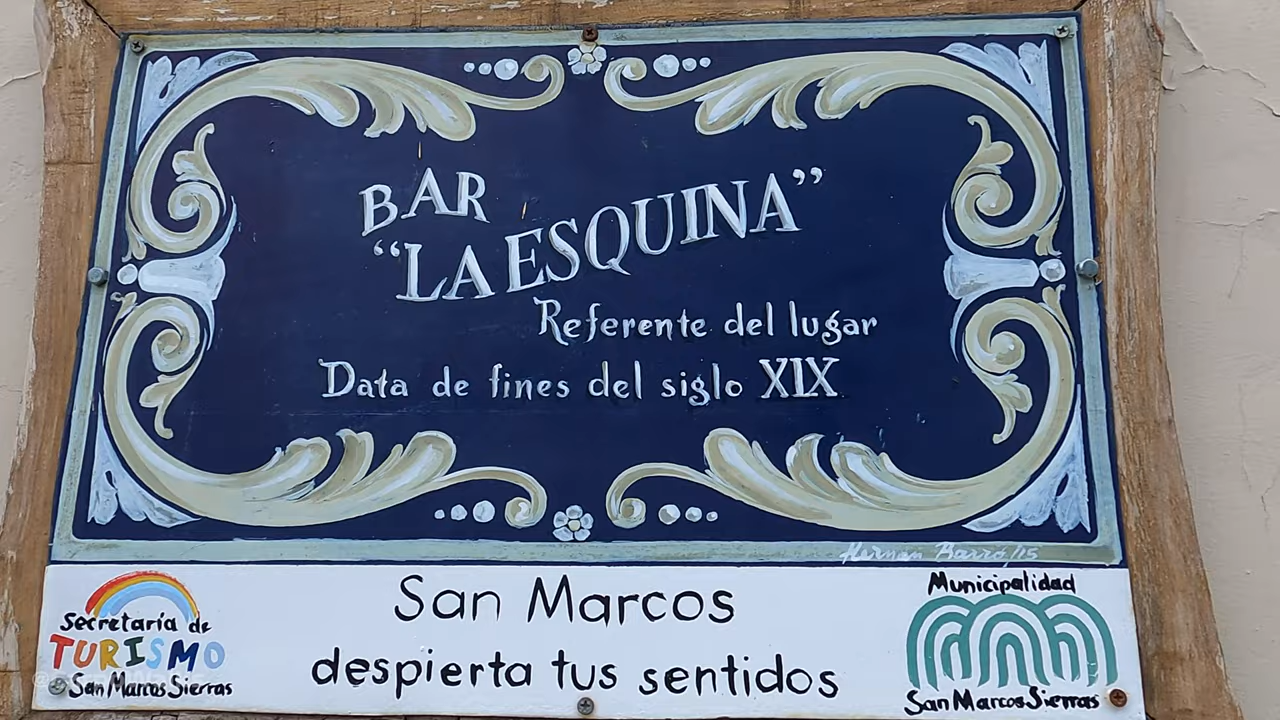 BAR
“LA ESQUINA”
Referente del lugar
Data de fines del siglo XIX
Hernan Barró/15
Secretaría de
TURISMO
San Marcos Sierras
San Marcos
despierta tus sentidos
Municipalidad
San Marcos Sierras